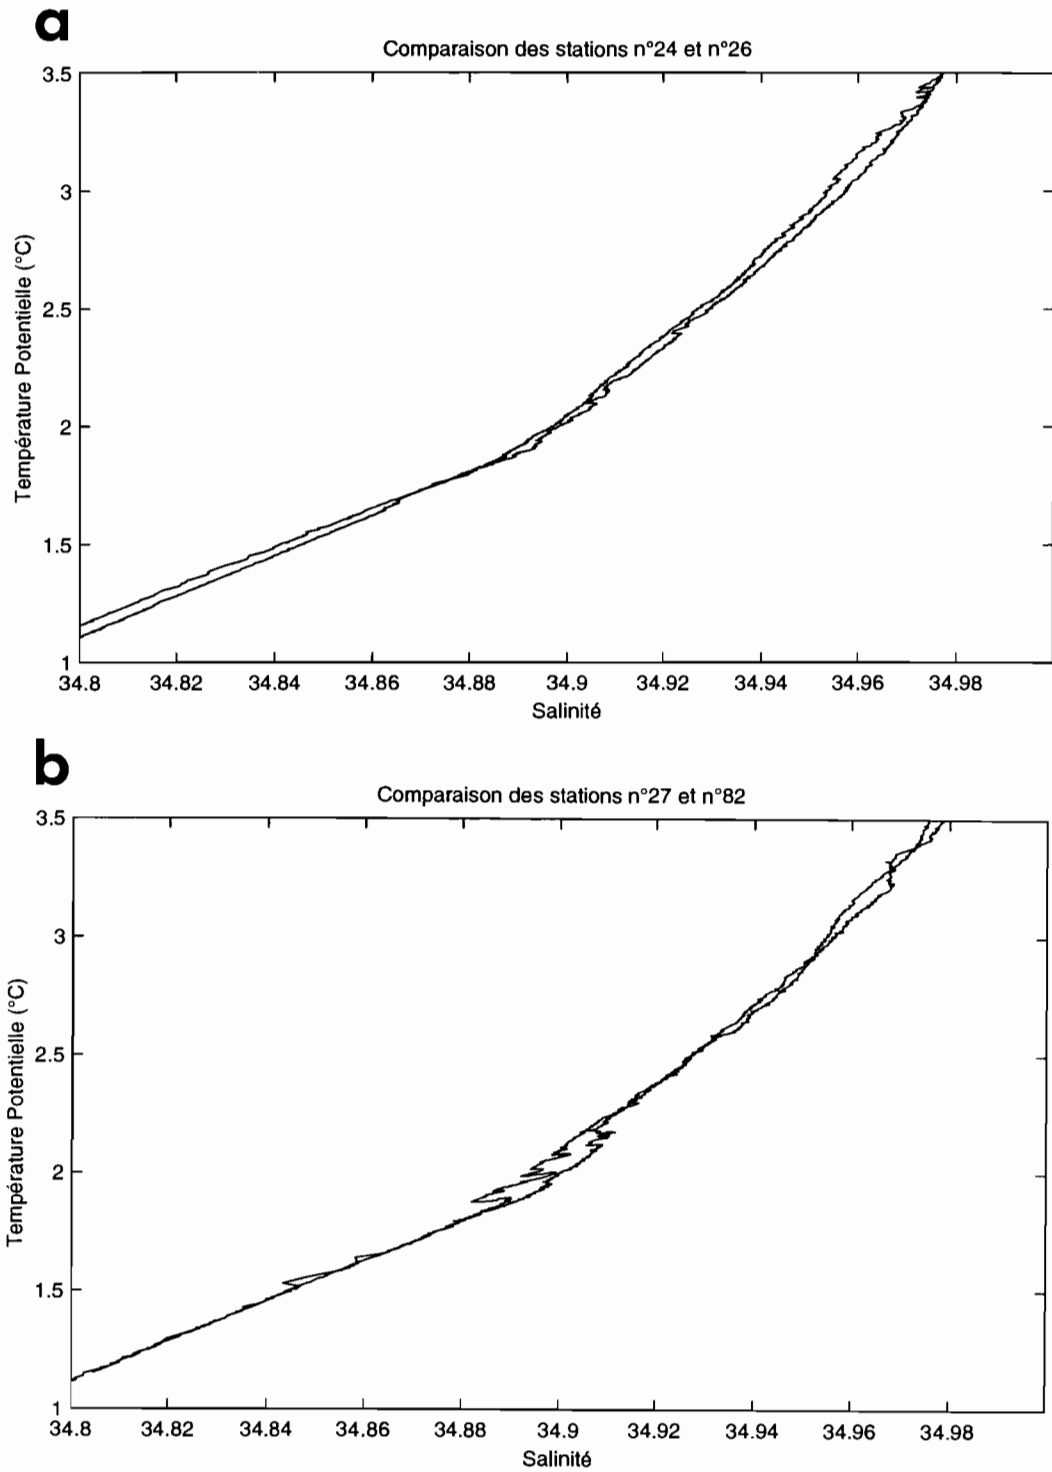 a
Comparaison des stations n°24 et n°26
3.5
3
2.5
2
1.5
1
Température Potentielle (°C)
34.8 34.82 34.84 34.86 34.88 34.9 34.92 34.94 34.96 34.98
Salinité
b
Comparaison des stations n°27 et n°82
3.5
3
2.5
2
1.5
1
Température Potentielle (°C)
34.8 34.82 34.84 34.86 34.88 34.9 34.92 34.94 34.96 34.98
Salinité